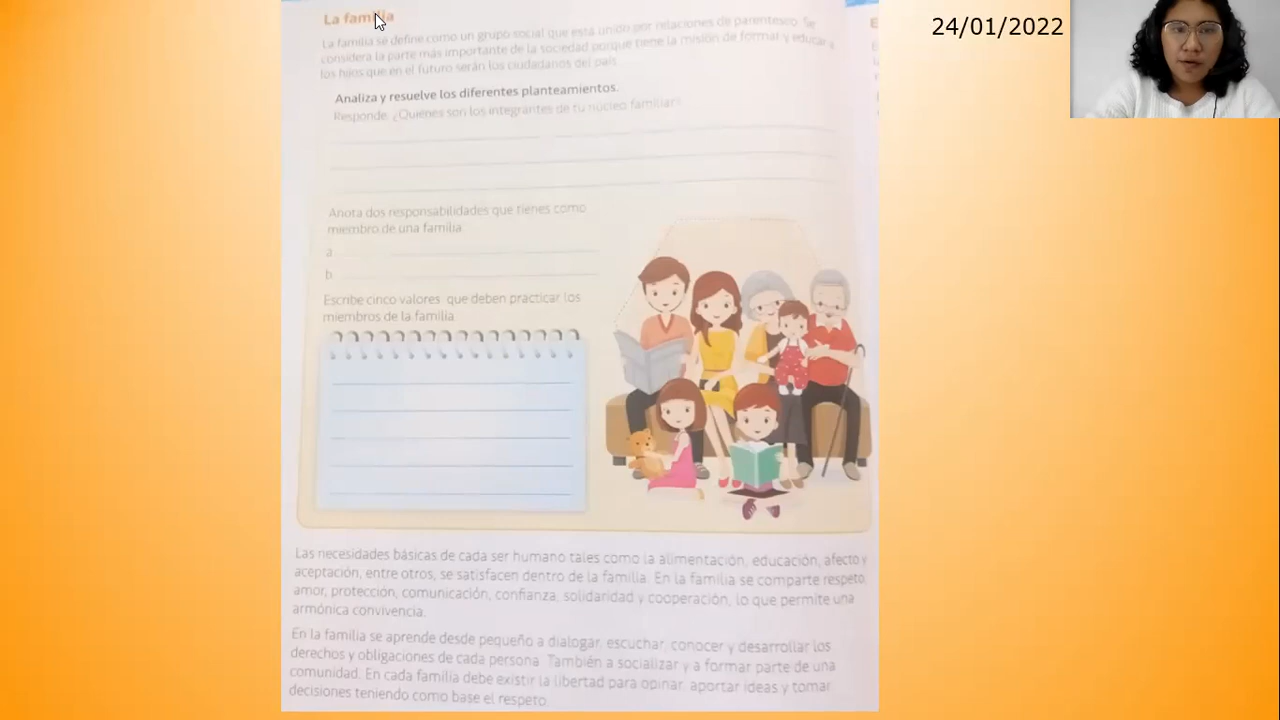 La familia
La familia se define como un grupo social que está unido por relaciones de parentesco. Se
considera la parte más importante de la sociedad porque tiene la misión de formar y educar a
los hijos que en el futuro serán los ciudadanos del país.
Analiza y resuelve los diferentes planteamientos.
Responde. ¿Quiénes son los integrantes de tu núcleo familiar?
Anota dos responsabilidades que tienes como
miembro de una familia.
a.
b.
Escribe cinco valores que deben practicar los
miembros de la familia.
Las necesidades básicas de cada ser humano tales como la alimentación, educación, afecto y
aceptación, entre otros, se satisfacen dentro de la familia. En la familia se comparte respeto,
amor, protección, comunicación, confianza, solidaridad y cooperación, lo que permite una
armónica convivencia.
En la familia se aprende desde pequeño a dialogar, escuchar, conocer y desarrollar los
derechos y obligaciones de cada persona. También a socializar y a formar parte de una
comunidad. En cada familia debe existir la libertad para opinar, aportar ideas y tomar
decisiones teniendo como base el respeto.
24/01/2022